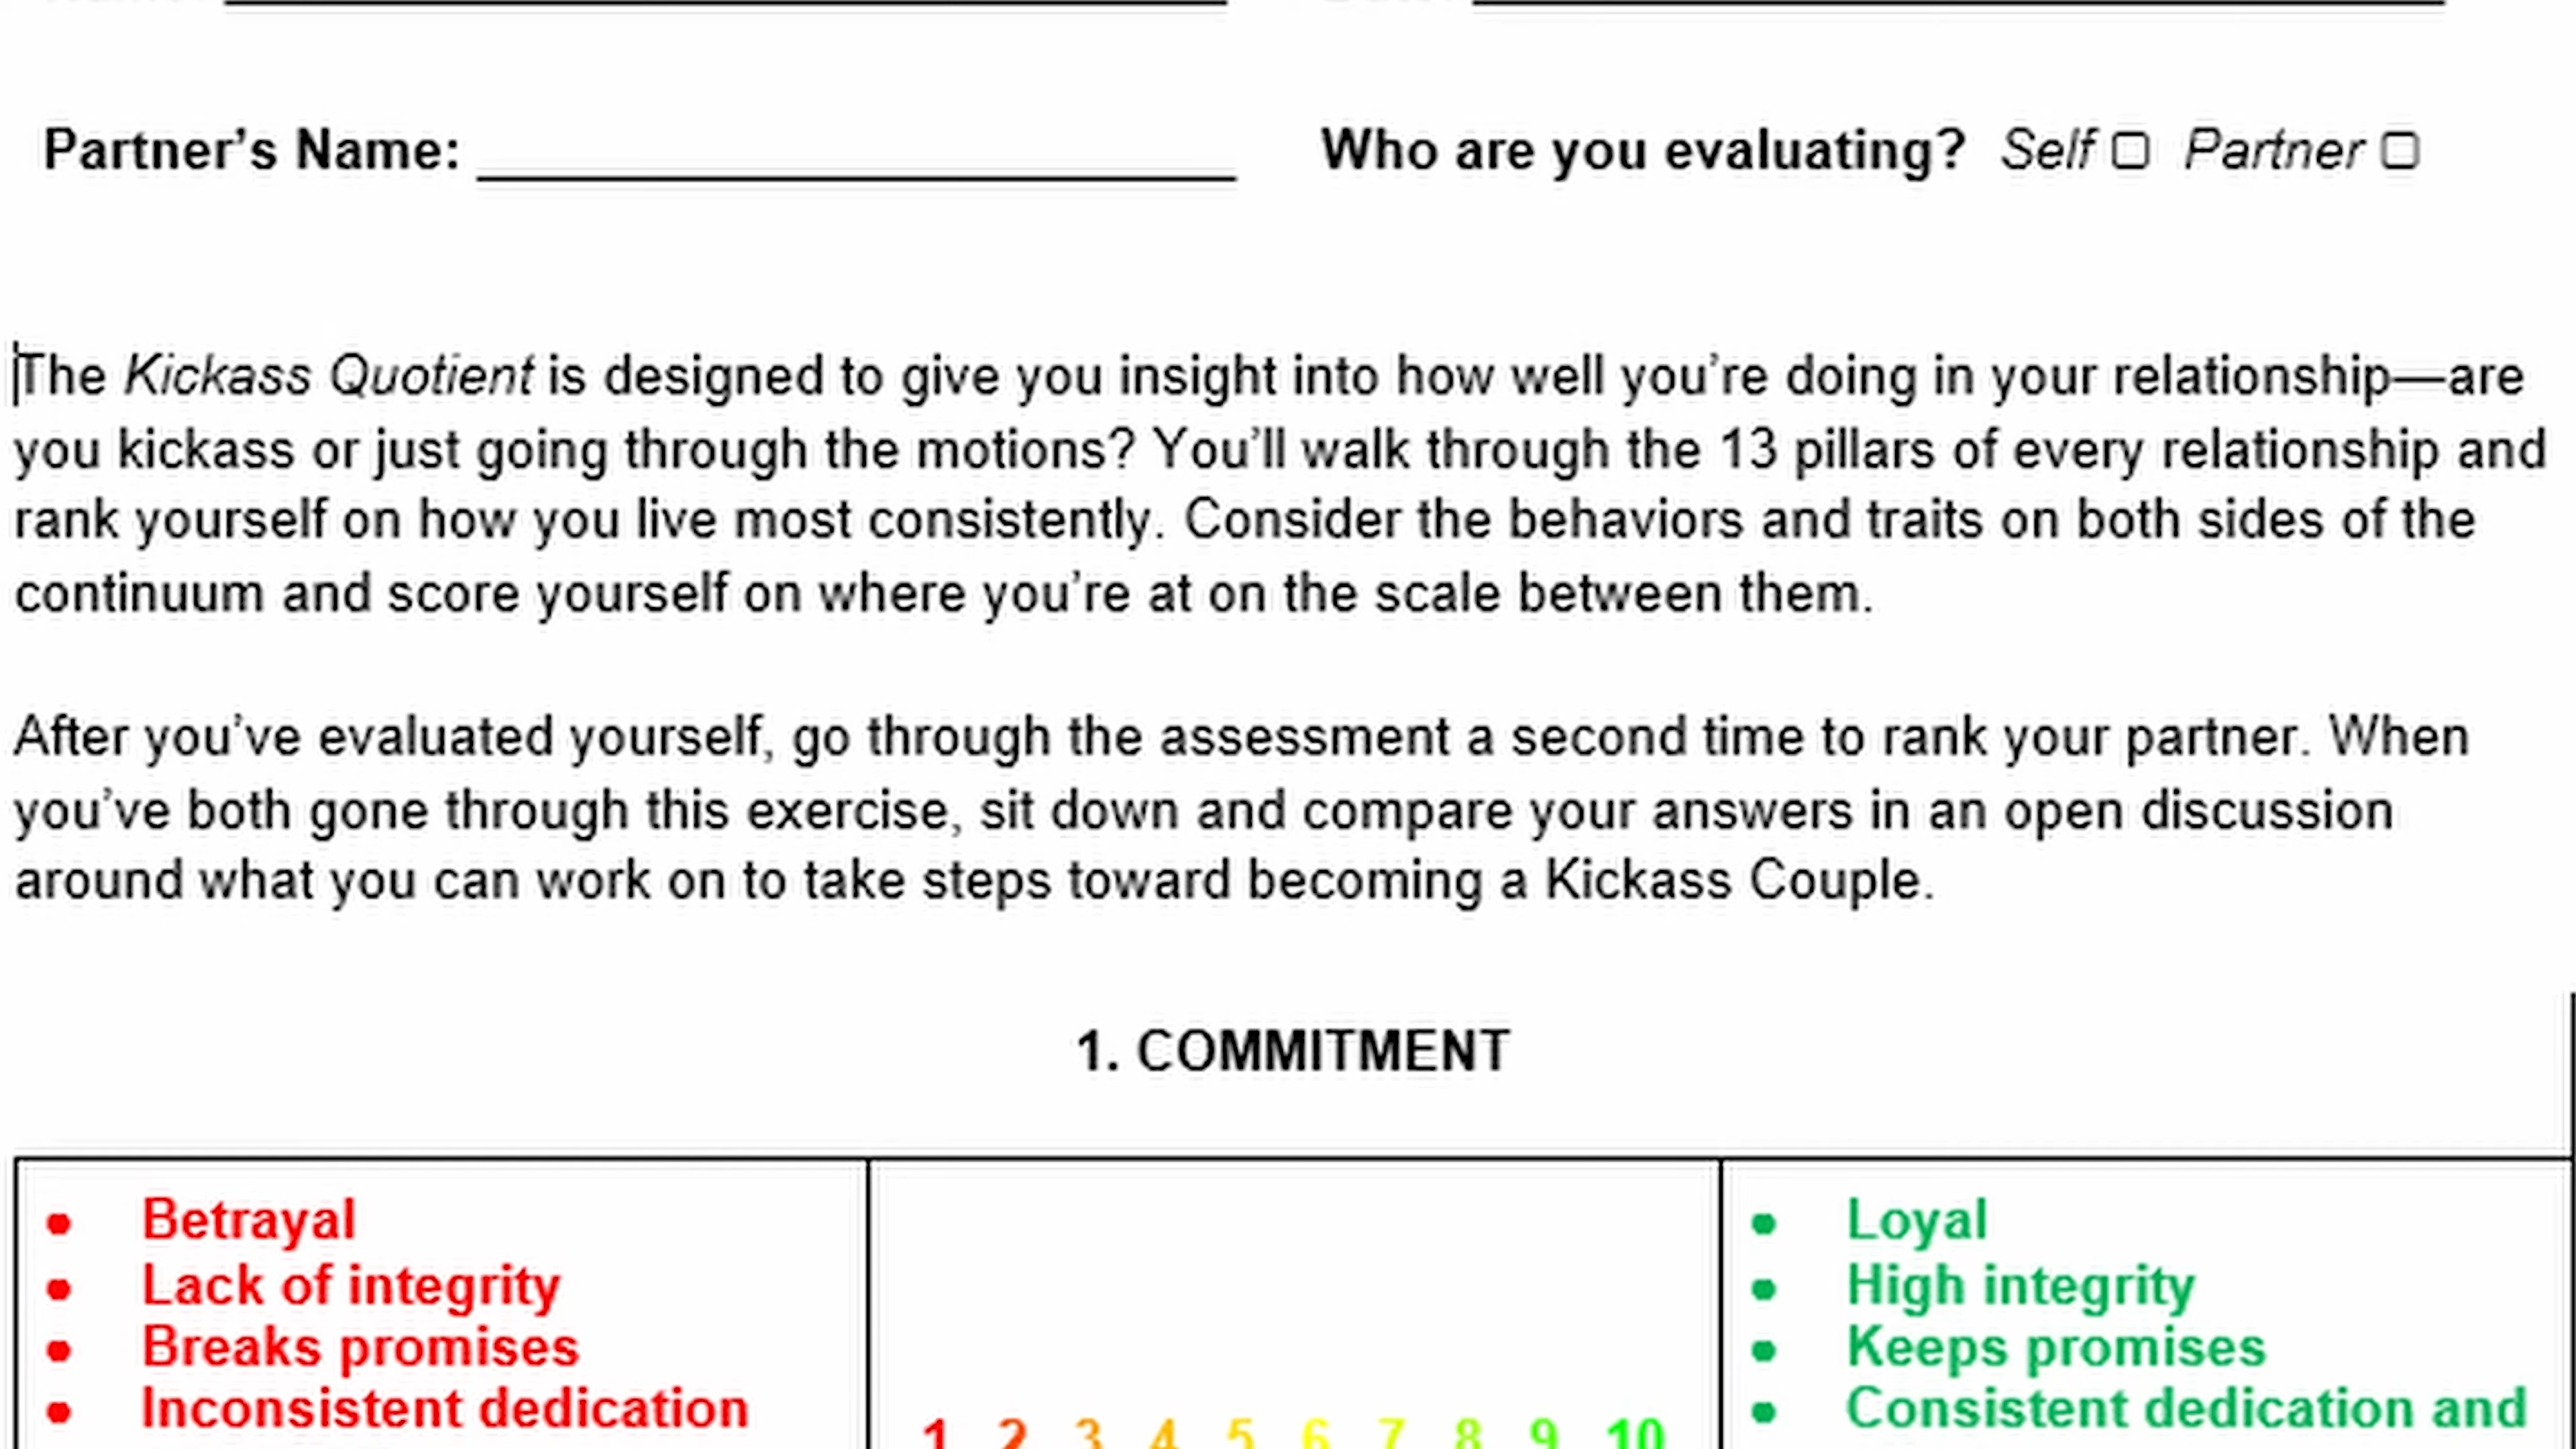 Partner’s Name: Who are you evaluating? Self Partner
The Kickass Quotient is designed to give you insight into how well you’re doing in your relationship—are
you kickass or just going through the motions? You’ll walk through the 13 pillars of every relationship and
rank yourself on how you live most consistently. Consider the behaviors and traits on both sides of the
continuum and score yourself on where you’re at on the scale between them.
After you’ve evaluated yourself, go through the assessment a second time to rank your partner. When
you’ve both gone through this exercise, sit down and compare your answers in an open discussion
around what you can work on to take steps toward becoming a Kickass Couple.
1. COMMITMENT
Betrayal
Lack of integrity
Breaks promises
Inconsistent dedication
1 2 3 4 5 6 7 8 9 10
Loyal
High integrity
Keeps promises
Consistent dedication and